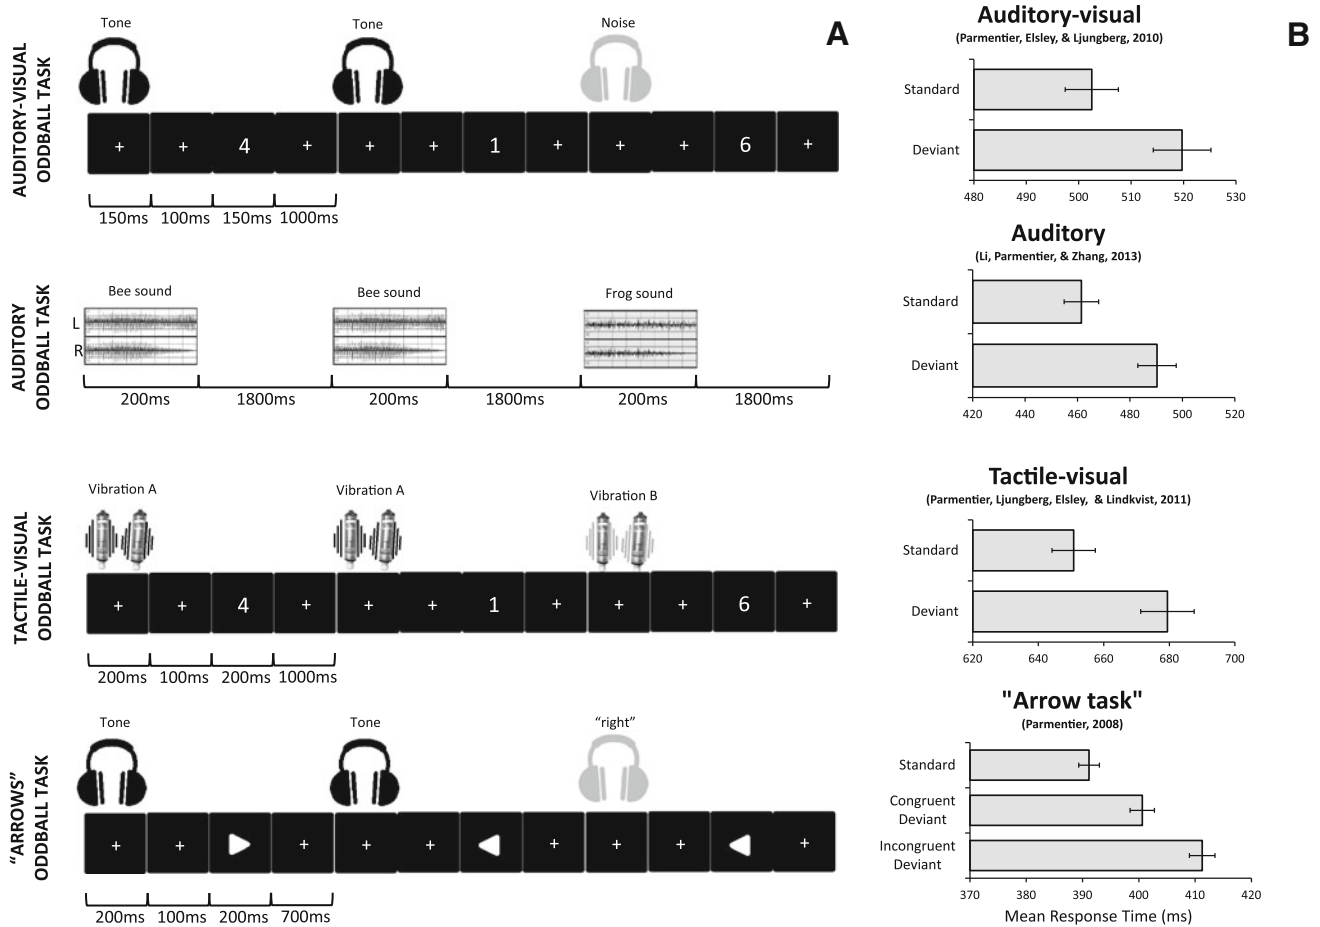 A
B
AUDITORY-VISUAL
ODDBALL TASK
Tone
Tone
Noise
+ + 4 + + + 1 + + + 6 +
150ms 100ms 150ms 1000ms
Auditory-visual
(Parmentier, Elsley, & Ljungberg, 2010)
Standard
Deviant
480 490 500 510 520 530
AUDITORY
ODDBALL TASK
Bee sound
Bee sound
Frog sound
L
R
200ms 1800ms 200ms 1800ms 200ms 1800ms
Auditory
(Li, Parmentier, & Zhang, 2013)
Standard
Deviant
420 440 460 480 500 520
TACTILE-VISUAL
ODDBALL TASK
Vibration A
Vibration A
Vibration B
+ + 4 + + + 1 + + + 6 +
200ms 100ms 200ms 1000ms
Tactile-visual
(Parmentier, Ljungberg, Elsley, & Lindkvist, 2011)
Standard
Deviant
620 640 660 680 700
“ARROWS”
ODDBALL TASK
Tone
Tone
“right”
+ + + + + + + + +
200ms 100ms 200ms 700ms
"Arrow task"
(Parmentier, 2008)
Standard
Congruent
Deviant
Incongruent
Deviant
370 380 390 400 410 420
Mean Response Time (ms)